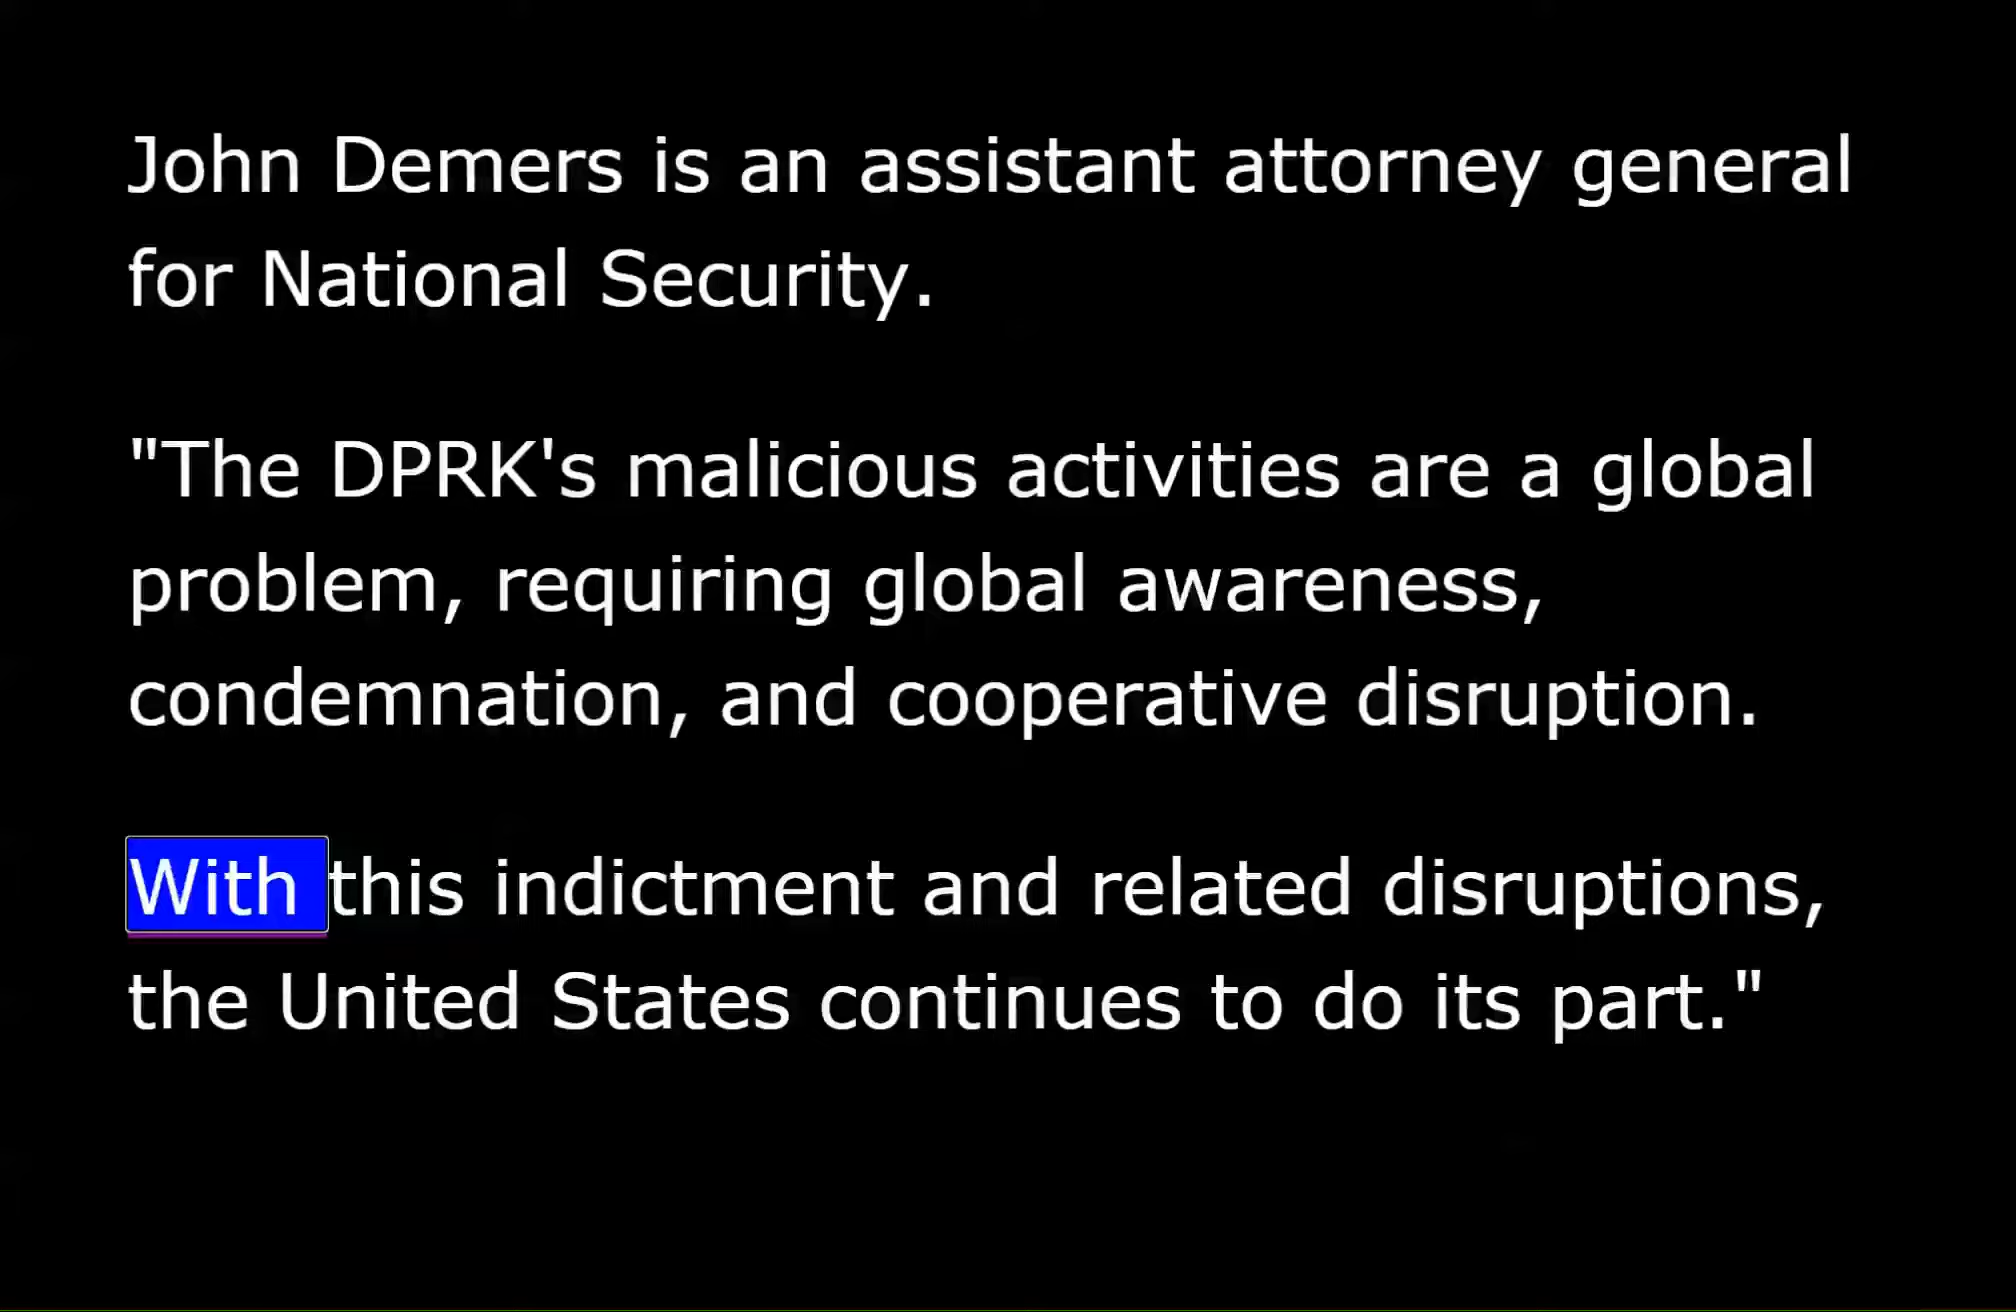 John Demers is an assistant attorney general
for National Security.
"The DPRK's malicious activities are a global
problem, requiring global awareness,
condemnation, and cooperative disruption.
With this indictment and related disruptions,
the United States continues to do its part."